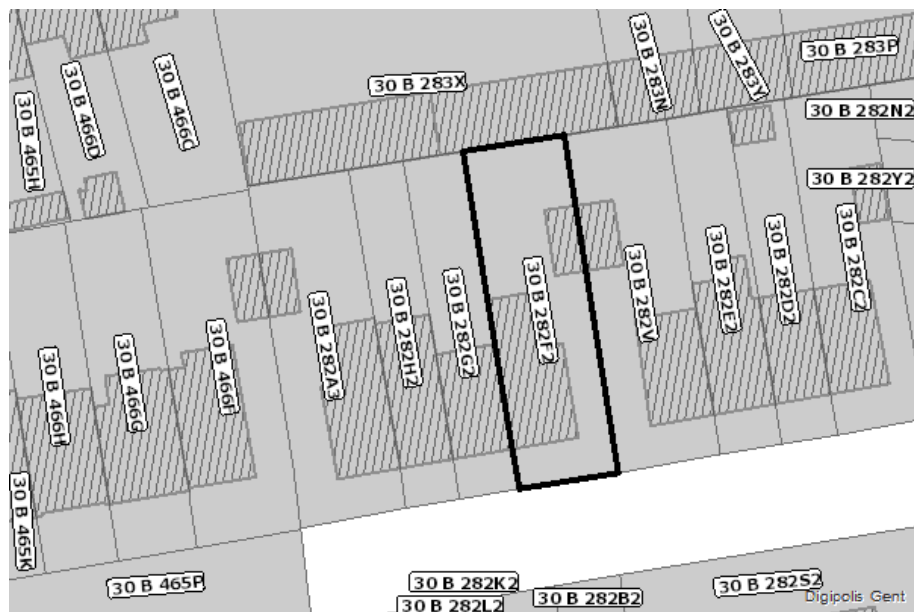 30 B 283P
30 B 283X
30 B 283N
30 B 283Y
30 B 466D
30 B 466C
30 B 465H
30 B 282N2
30 B 282Y2
30 B 282C2
30 B 282D2
30 B 282E2
30 B 282V
30 B 282F2
30 B 282G2
30 B 282H2
30 B 282A3
30 B 466F
30 B 466G
30 B 466H
30 B 465K
30 B 465P
30 B 282K2
30 B 282L2
30 B 282B2
30 B 282S2
Digipolis Gent